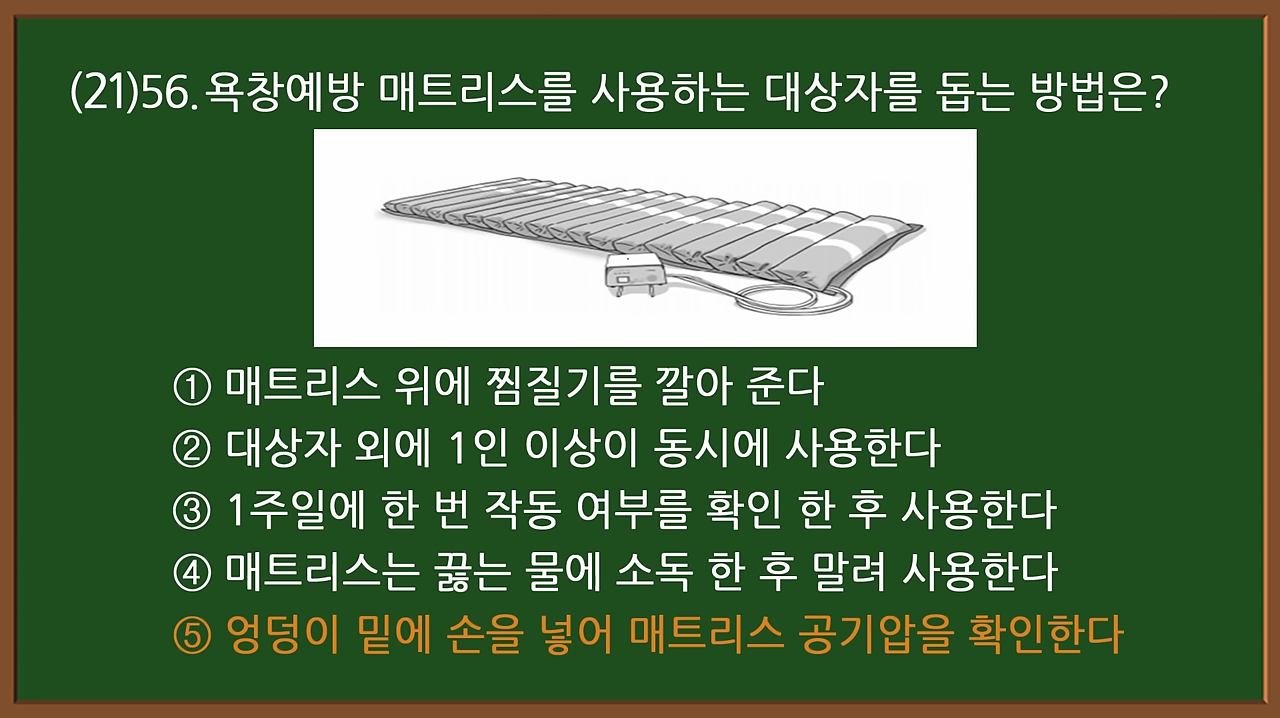 (21)56. 욕창예방 매트리스를 사용하는 대상자를 돕는 방법은?
① 매트리스 위에 찜질기를 깔아 준다
② 대상자 외에 1인 이상이 동시에 사용한다
③ 1주일에 한 번 작동 여부를 확인 한 후 사용한다
④ 매트리스는 끓는 물에 소독 한 후 말려 사용한다
⑤ 엉덩이 밑에 손을 넣어 매트리스 공기압을 확인한다